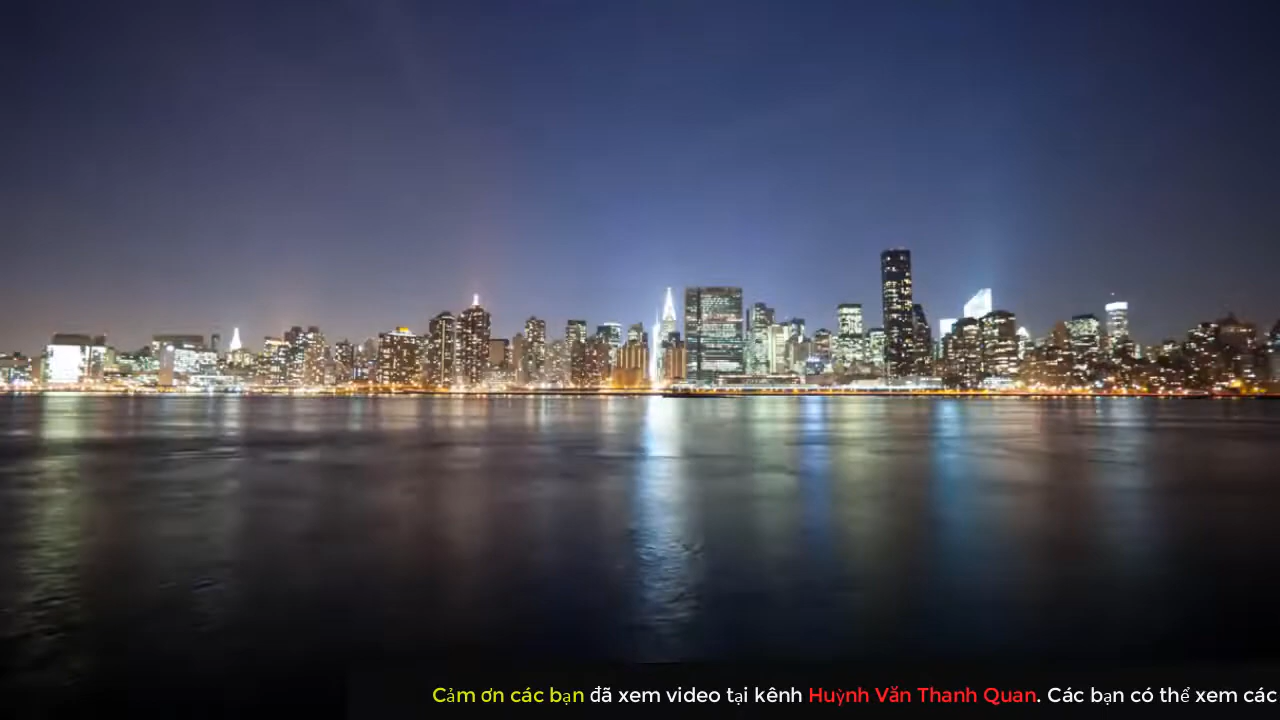 Cảm ơn các bạn đã xem video tại kênh Huỳnh Văn Thanh Quan. Các bạn có thể xem các